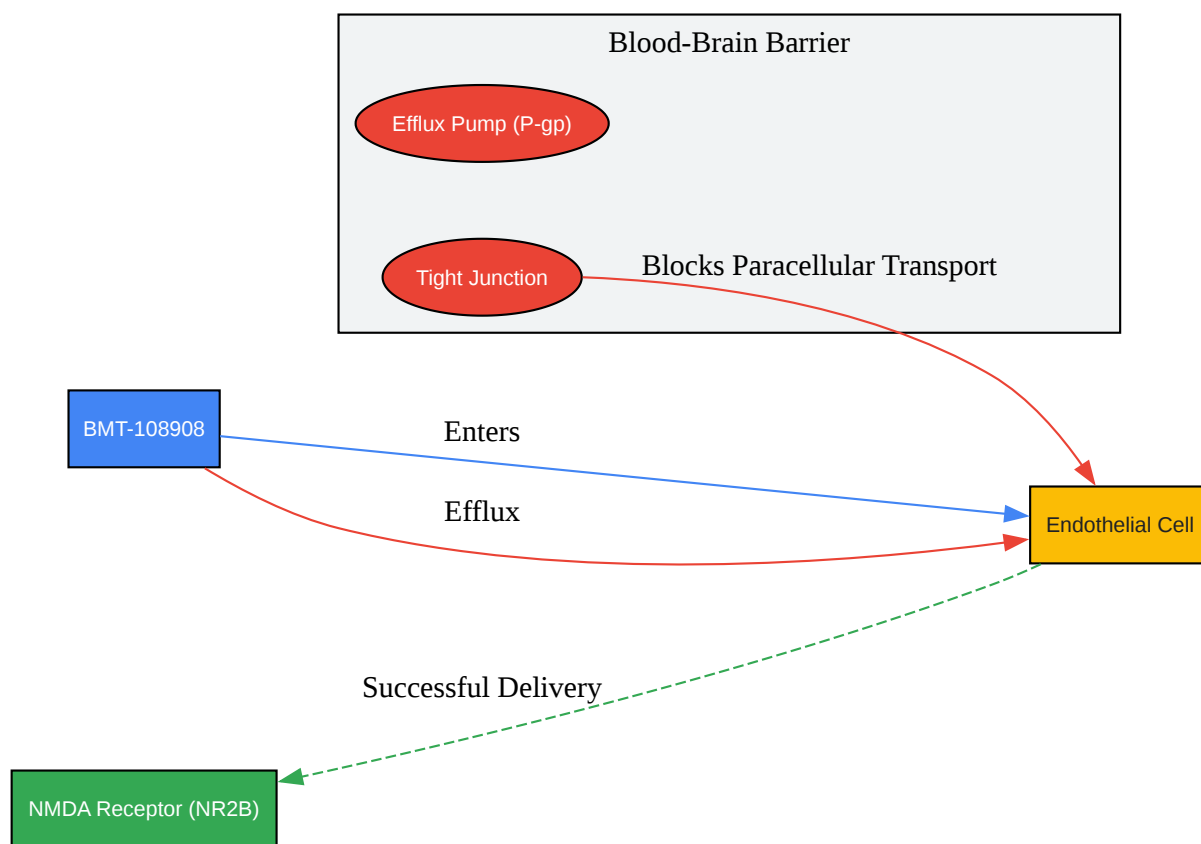 Blood-Brain Barrier
Efflux Pump (P-gp)
Tight Junction
Blocks Paracellular Transport
BMT-108908
Enters
Efflux
Endothelial Cell
Successful Delivery
NMDA Receptor (NR2B)